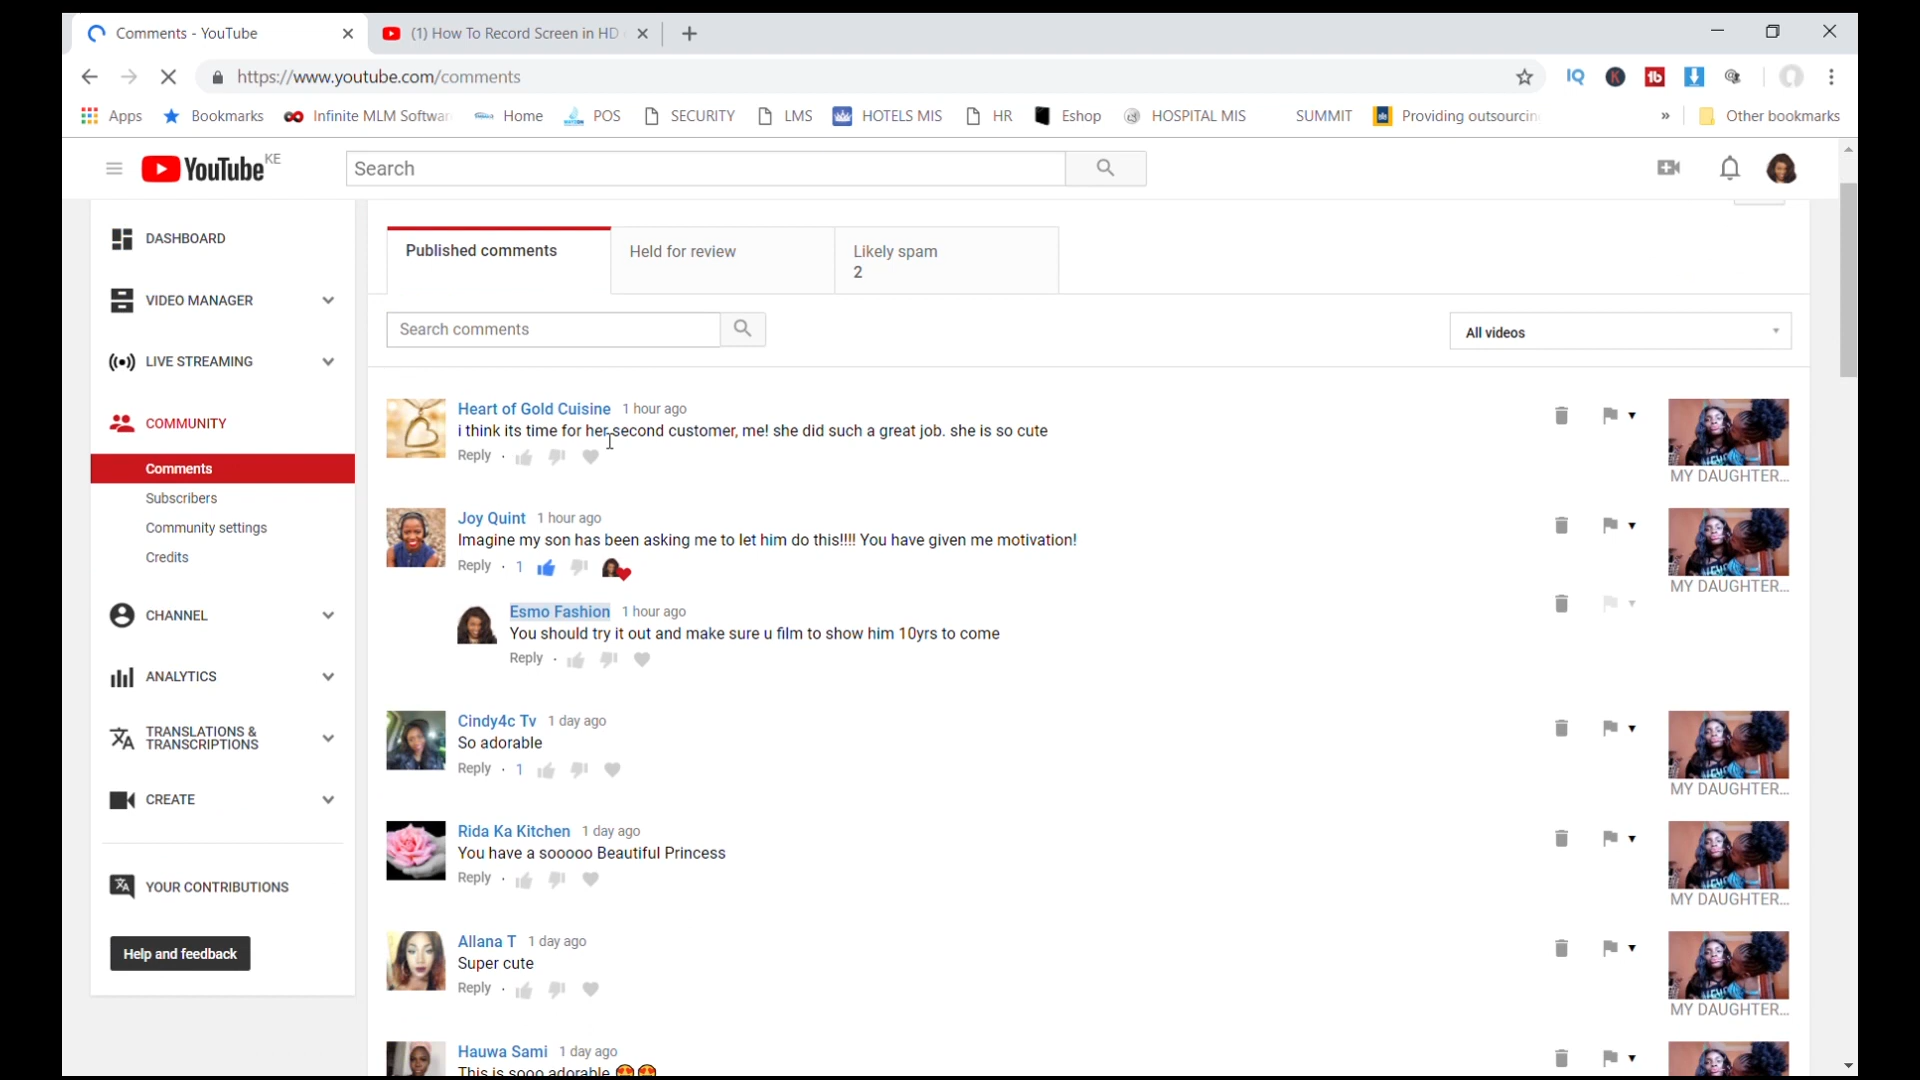 Comments - YouTube
(1) How To Record Screen in HD
https://www.youtube.com/comments
IQ
K
tb
Apps
Bookmarks
Infinite MLM Softwar
Home
POS
SECURITY
LMS
HOTELS MIS
HR
Eshop
HOSPITAL MIS
SUMMIT
Providing outsourcin
»
Other bookmarks
YouTube KE
Search
DASHBOARD
VIDEO MANAGER
LIVE STREAMING
COMMUNITY
Comments
Subscribers
Community settings
Credits
CHANNEL
ANALYTICS
TRANSLATIONS &
TRANSCRIPTIONS
CREATE
YOUR CONTRIBUTIONS
Help and feedback
Published comments
Held for review
Likely spam
2
Search comments
All videos
Heart of Gold Cuisine 1 hour ago
i think its time for her second customer, me! she did such a great job. she is so cute
Reply ·
MY DAUGHTER...
Joy Quint 1 hour ago
Imagine my son has been asking me to let him do this!!!! You have given me motivation!
Reply · 1
MY DAUGHTER...
Esmo Fashion 1 hour ago
You should try it out and make sure u film to show him 10yrs to come
Reply ·
Cindy4c Tv 1 day ago
So adorable
Reply · 1
MY DAUGHTER...
Rida Ka Kitchen 1 day ago
You have a sooooo Beautiful Princess
Reply ·
MY DAUGHTER...
Allana T 1 day ago
Super cute
Reply ·
MY DAUGHTER...
Hauwa Sami 1 day ago
This is sooo adorable 😍😍